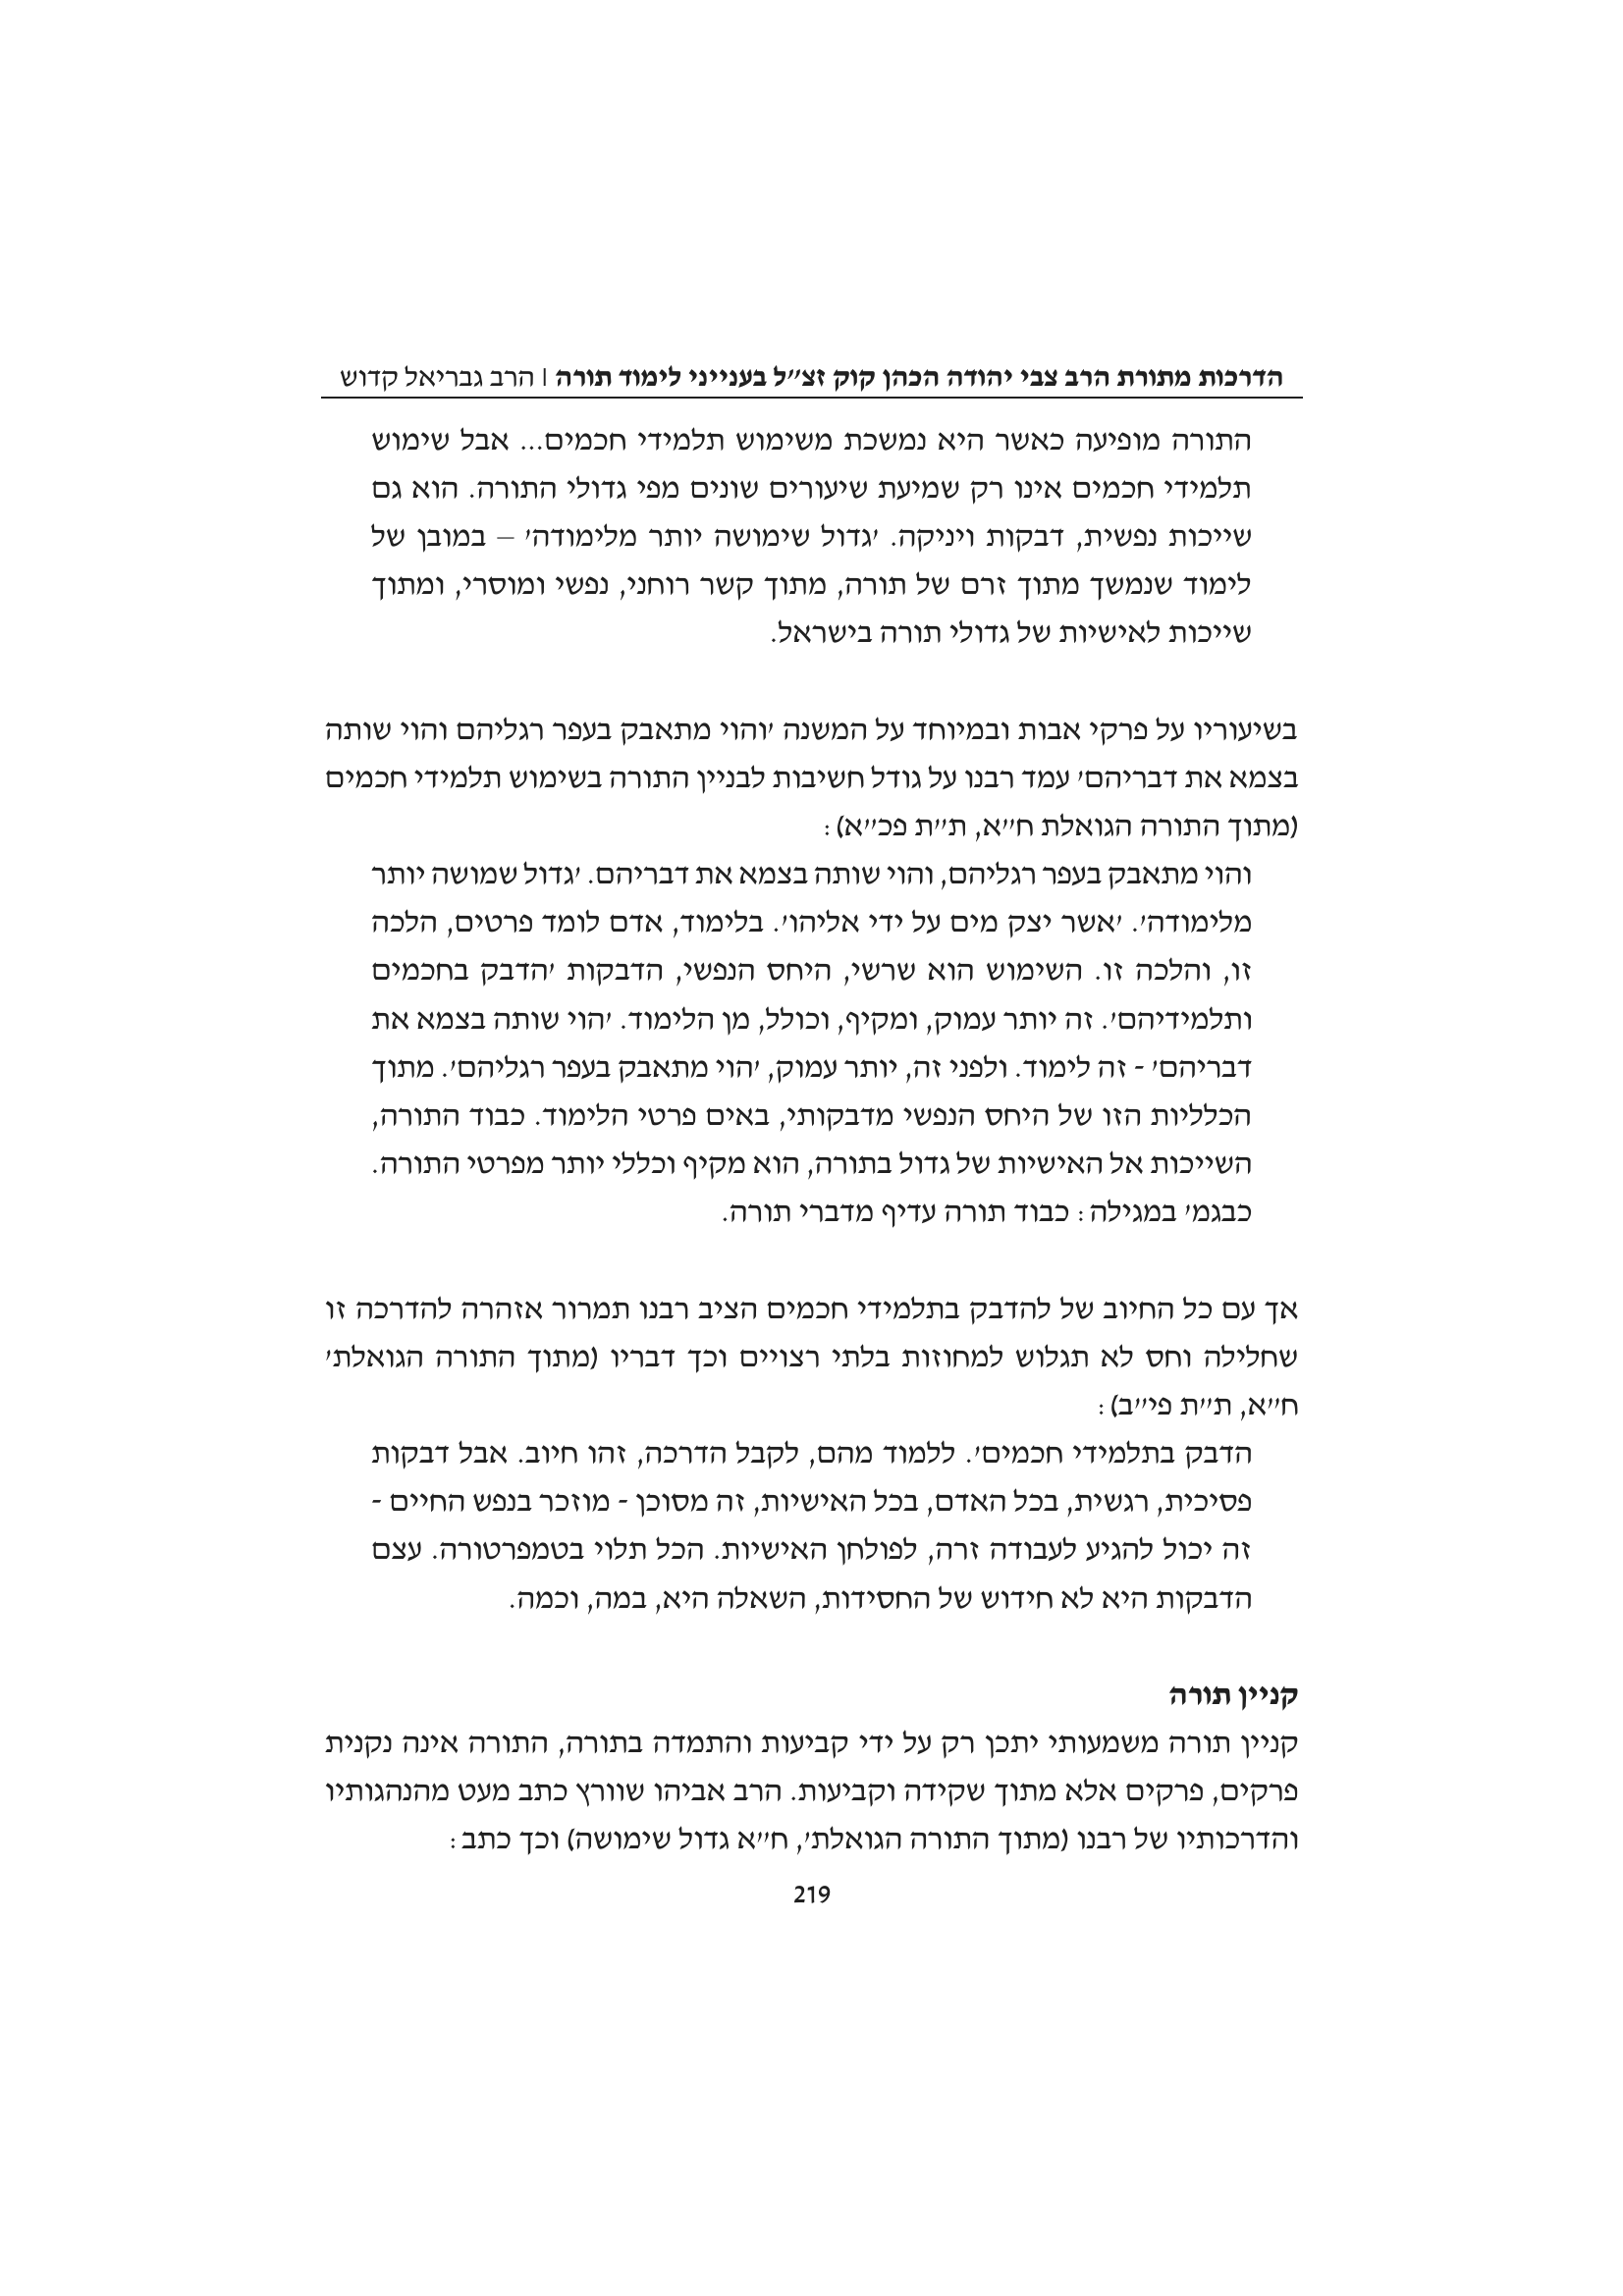 הדרכות מתורת הרב צבי יהודה הכהן קוק זצ״ל בענייני לימוד תורה | הרב גבריאל קדוש
התורה מופיעה כאשר היא נמשכת משימוש תלמידי חכמים... אבל שימוש
תלמידי חכמים אינו רק שמיעת שיעורים שונים מפי גדולי התורה. הוא גם
שייכות נפשית, דבקות ויניקה. ׳גדול שימושה יותר מלימודה׳ – במובן של
לימוד שנמשך מתוך זרם של תורה, מתוך קשר רוחני, נפשי ומוסרי, ומתוך
שייכות לאישיות של גדולי תורה בישראל.
בשיעוריו על פרקי אבות ובמיוחד על המשנה ׳והוי מתאבק בעפר רגליהם והוי שותה
בצמא את דבריהם׳ עמד רבנו על גודל חשיבות לבניין התורה בשימוש תלמידי חכמים
(מתוך התורה הגואלת ח״א, ת״ת פכ״א):
והוי מתאבק בעפר רגליהם, והוי שותה בצמא את דבריהם. ׳גדול שמושה יותר
מלימודה׳. ׳אשר יצק מים על ידי אליהו׳. בלימוד, אדם לומד פרטים, הלכה
זו, והלכה זו. השימוש הוא שרשי, היחס הנפשי, הדבקות ׳הדבק בחכמים
ותלמידיהם׳. זה יותר עמוק, ומקיף, וכולל, מן הלימוד. ׳הוי שותה בצמא את
דבריהם׳ - זה לימוד. ולפני זה, יותר עמוק, ׳הוי מתאבק בעפר רגליהם׳. מתוך
הכלליות הזו של היחס הנפשי מדבקותי, באים פרטי הלימוד. כבוד התורה,
השייכות אל האישיות של גדול בתורה, הוא מקיף וכללי יותר מפרטי התורה.
כבגמ׳ במגילה: כבוד תורה עדיף מדברי תורה.
אך עם כל החיוב של להדבק בתלמידי חכמים הציב רבנו תמרור אזהרה להדרכה זו
שחלילה וחס לא תגלוש למחוזות בלתי רצויים וכך דבריו (מתוך התורה הגואלת׳
ח״א, ת״ת פי״ב):
הדבק בתלמידי חכמים׳. ללמוד מהם, לקבל הדרכה, זהו חיוב. אבל דבקות
פסיכית, רגשית, בכל האדם, בכל האישיות, זה מסוכן - מוזכר בנפש החיים -
זה יכול להגיע לעבודה זרה, לפולחן האישיות. הכל תלוי בטמפרטורה. עצם
הדבקות היא לא חידוש של החסידות, השאלה היא, במה, וכמה.
קניין תורה
קניין תורה משמעותי יתכן רק על ידי קביעות והתמדה בתורה, התורה אינה נקנית
פרקים, פרקים אלא מתוך שקידה וקביעות. הרב אביהו שוורץ כתב מעט מהנהגותיו
והדרכותיו של רבנו (מתוך התורה הגואלת׳, ח״א גדול שימושה) וכך כתב:
219